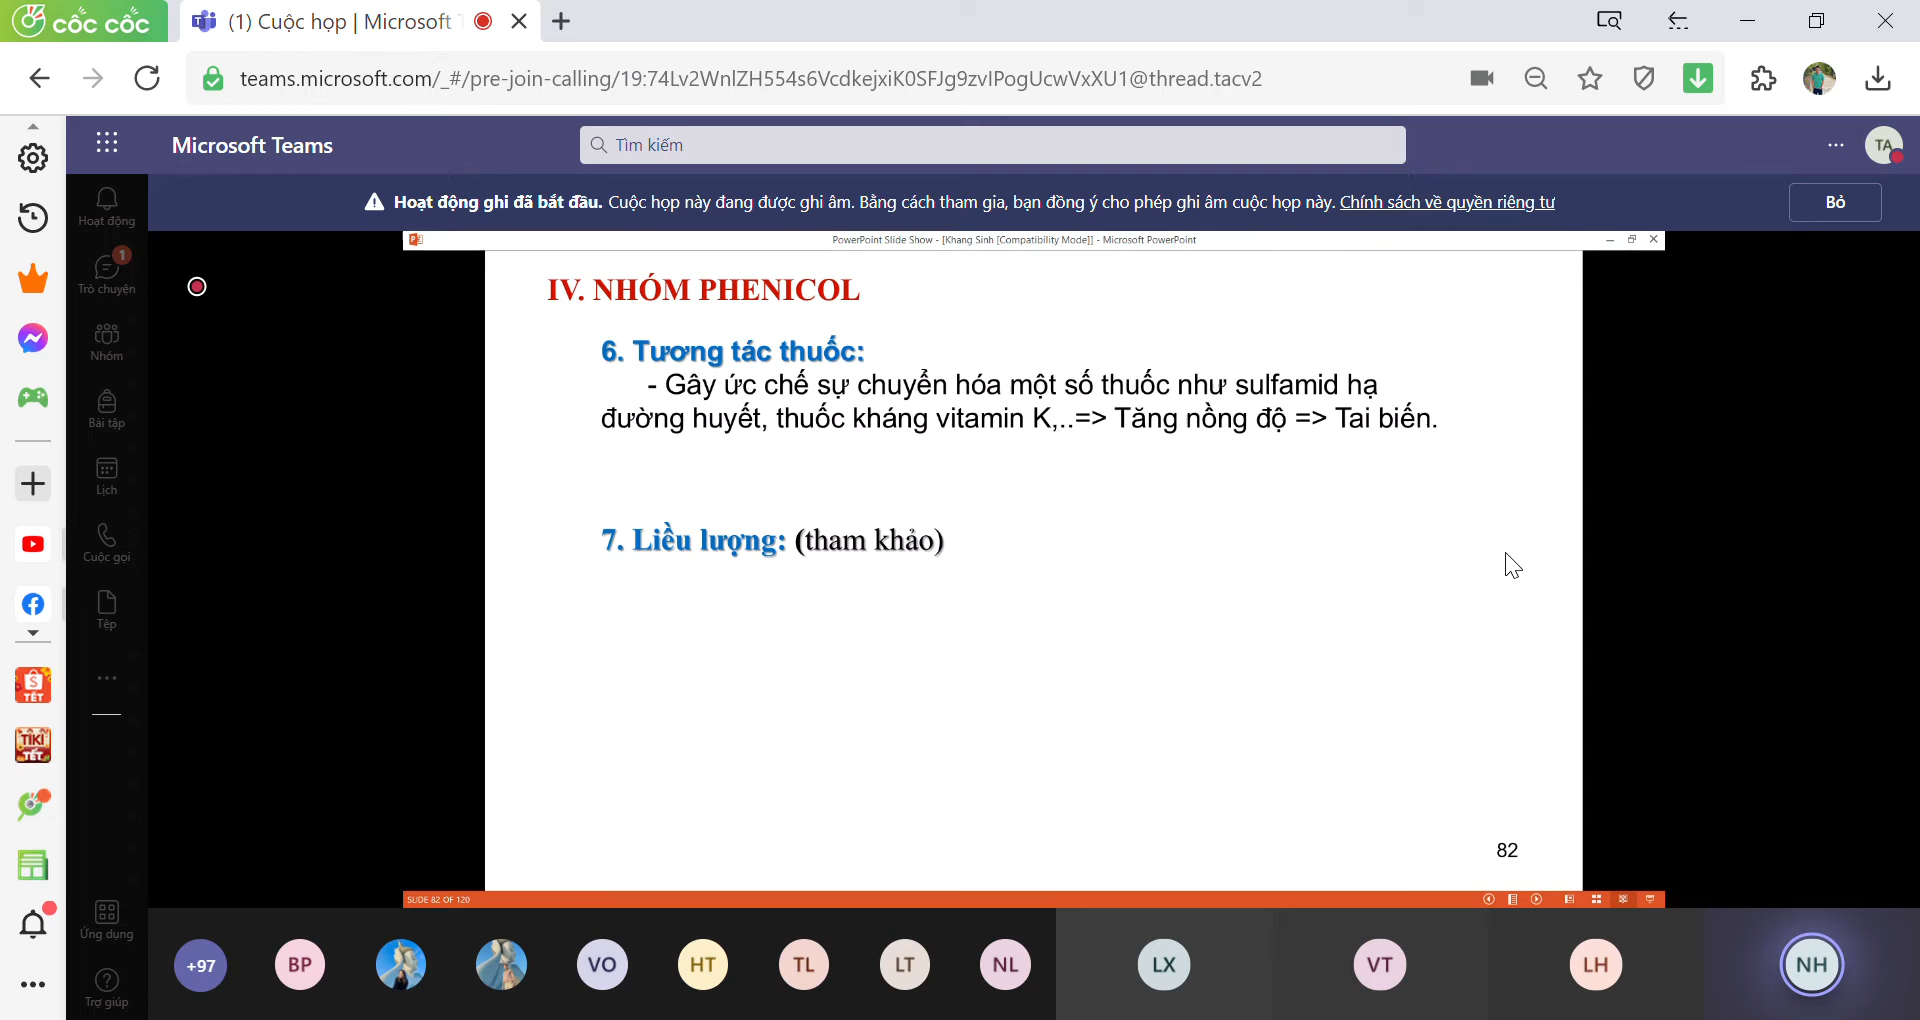 cốc cốc
(1) Cuộc họp | Microsoft
teams.microsoft.com/_#/pre-join-calling/19:74Lv2WnlZH554s6VcdkejxiK0SFJg9zvIPogUcwVxXU1@thread.tacv2
Microsoft Teams
Tìm kiếm
TA
Hoạt động ghi đã bắt đầu. Cuộc họp này đang được ghi âm. Bằng cách tham gia, bạn đồng ý cho phép ghi âm cuộc họp này. Chính sách về quyền riêng tư
Bỏ
Hoạt động
1
Trò chuyện
Nhóm
Bài tập
Lịch
Cuộc gọi
Tệp
Ứng dụng
Trợ giúp
S
TẾT
TIKI
TẾT
PowerPoint Slide Show - [Khang Sinh [Compatibility Mode]] - Microsoft PowerPoint
IV. NHÓM PHENICOL
6. Tương tác thuốc:
- Gây ức chế sự chuyển hóa một số thuốc như sulfamid hạ
đường huyết, thuốc kháng vitamin K,..=> Tăng nồng độ => Tai biến.
7. Liều lượng: (tham khảo)
82
SLIDE 82 OF 120
+97
BP
VO
HT
TL
LT
NL
LX
VT
LH
NH